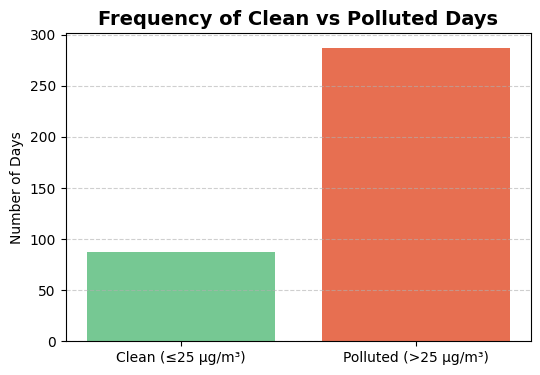 Frequency of Clean vs Polluted Days
300
250
200
150
100
50
0
Number of Days
Clean (≤25 µg/m³)
Polluted (>25 µg/m³)